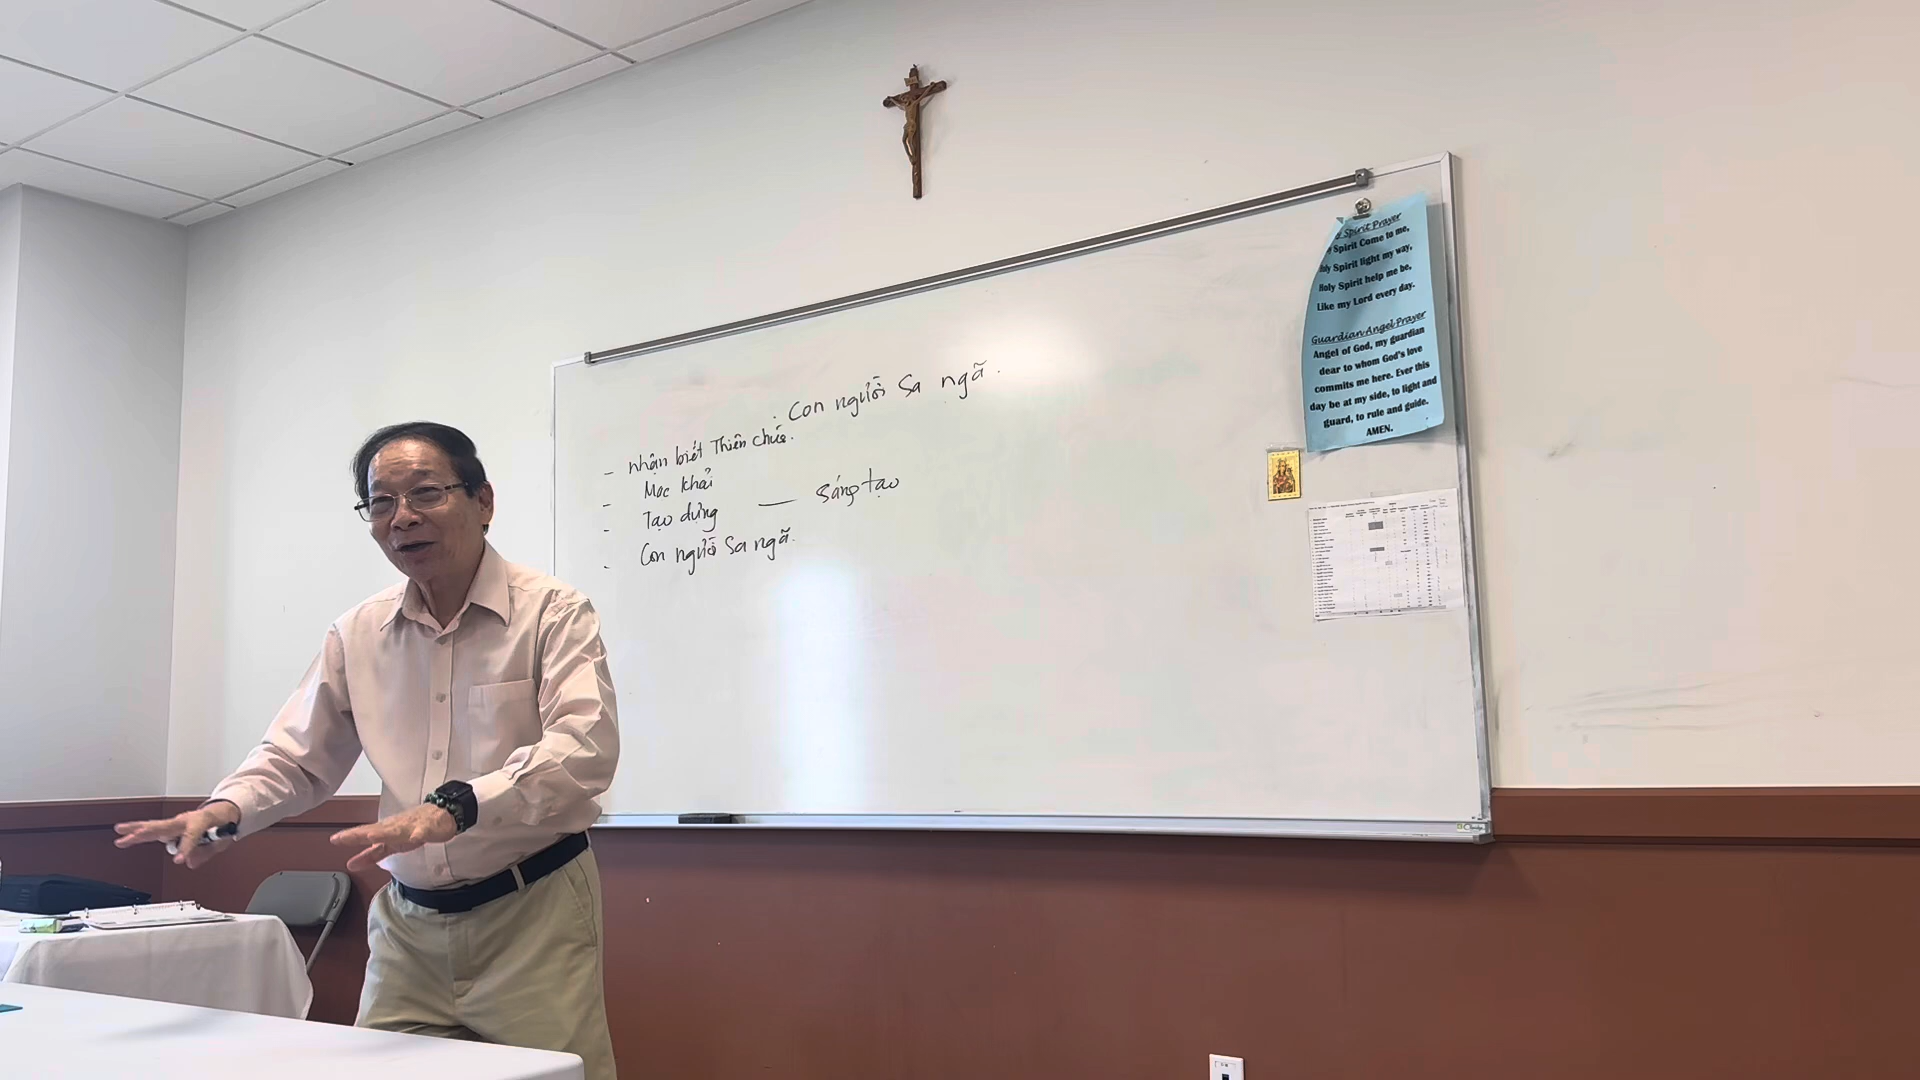 . Con người Sa ngã.
- Nhận biết Thiên chúa.
- Mạc khải
- Tạo dựng — Sáng tạo
- Con người Sa ngã.
Spirit Prayer
Spirit Come to me,
Spirit light my way,
Holy Spirit help me be,
Like my Lord every day.
Guardian Angel Prayer
Angel of God, my guardian
dear to whom God's love
commits me here. Ever this
day be at my side, to light and
guard, to rule and guide.
AMEN.